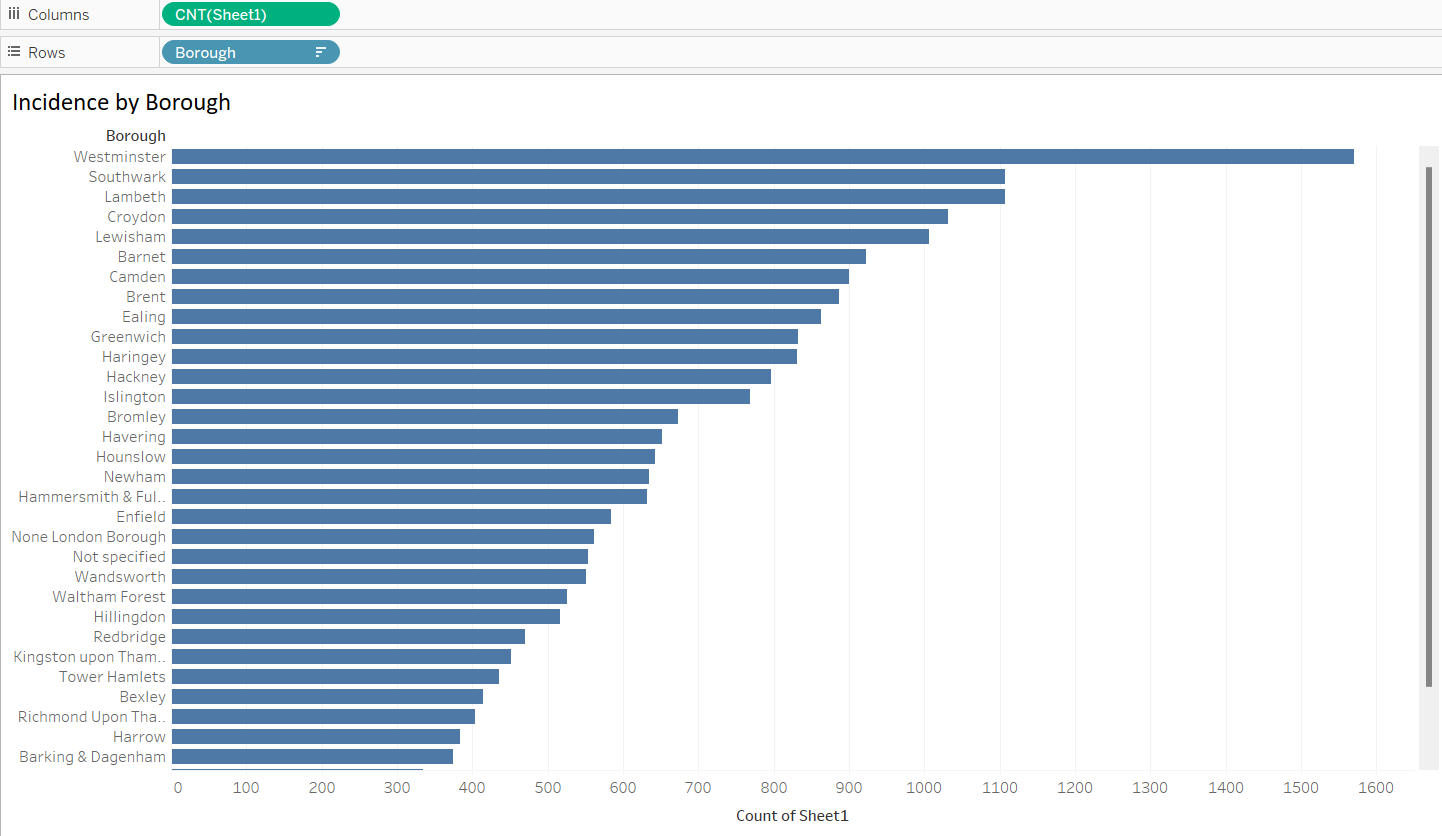 Columns CNT(Sheet1)
Rows Borough
Incidence by Borough
Borough
Westminster
Southwark
Lambeth
Croydon
Lewisham
Barnet
Camden
Brent
Ealing
Greenwich
Haringey
Hackney
Islington
Bromley
Havering
Hounslow
Newham
Hammersmith & Ful..
Enfield
None London Borough
Not specified
Wandsworth
Waltham Forest
Hillingdon
Redbridge
Kingston upon Tham..
Tower Hamlets
Bexley
Richmond Upon Tha..
Harrow
Barking & Dagenham
0 100 200 300 400 500 600 700 800 900 1000 1100 1200 1300 1400 1500 1600
Count of Sheet1